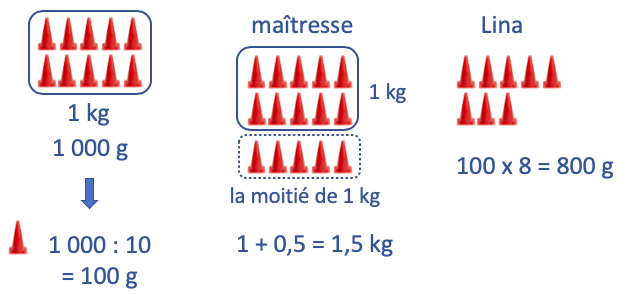 1 kg
1 000 g
1 000 : 10
= 100 g
maîtresse
1 kg
la moitié de 1 kg
1 + 0,5 = 1,5 kg
Lina
100 x 8 = 800 g